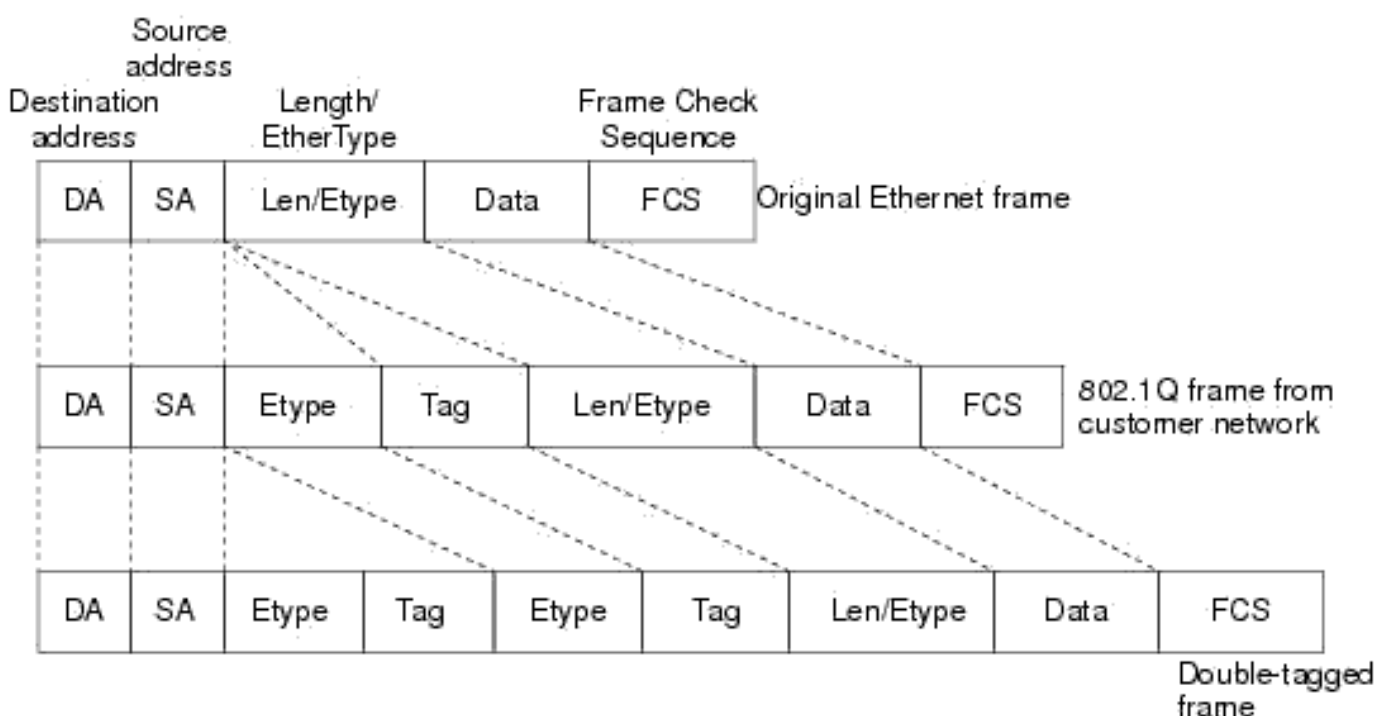 Source
address
Destination
address
Length/
EtherType
Frame Check
Sequence
DA SA Len/Etype Data FCS Original Ethernet frame
DA SA Etype Tag Len/Etype Data FCS
802.1Q frame from
customer network
DA SA Etype Tag Etype Tag Len/Etype Data FCS
Double-tagged
frame